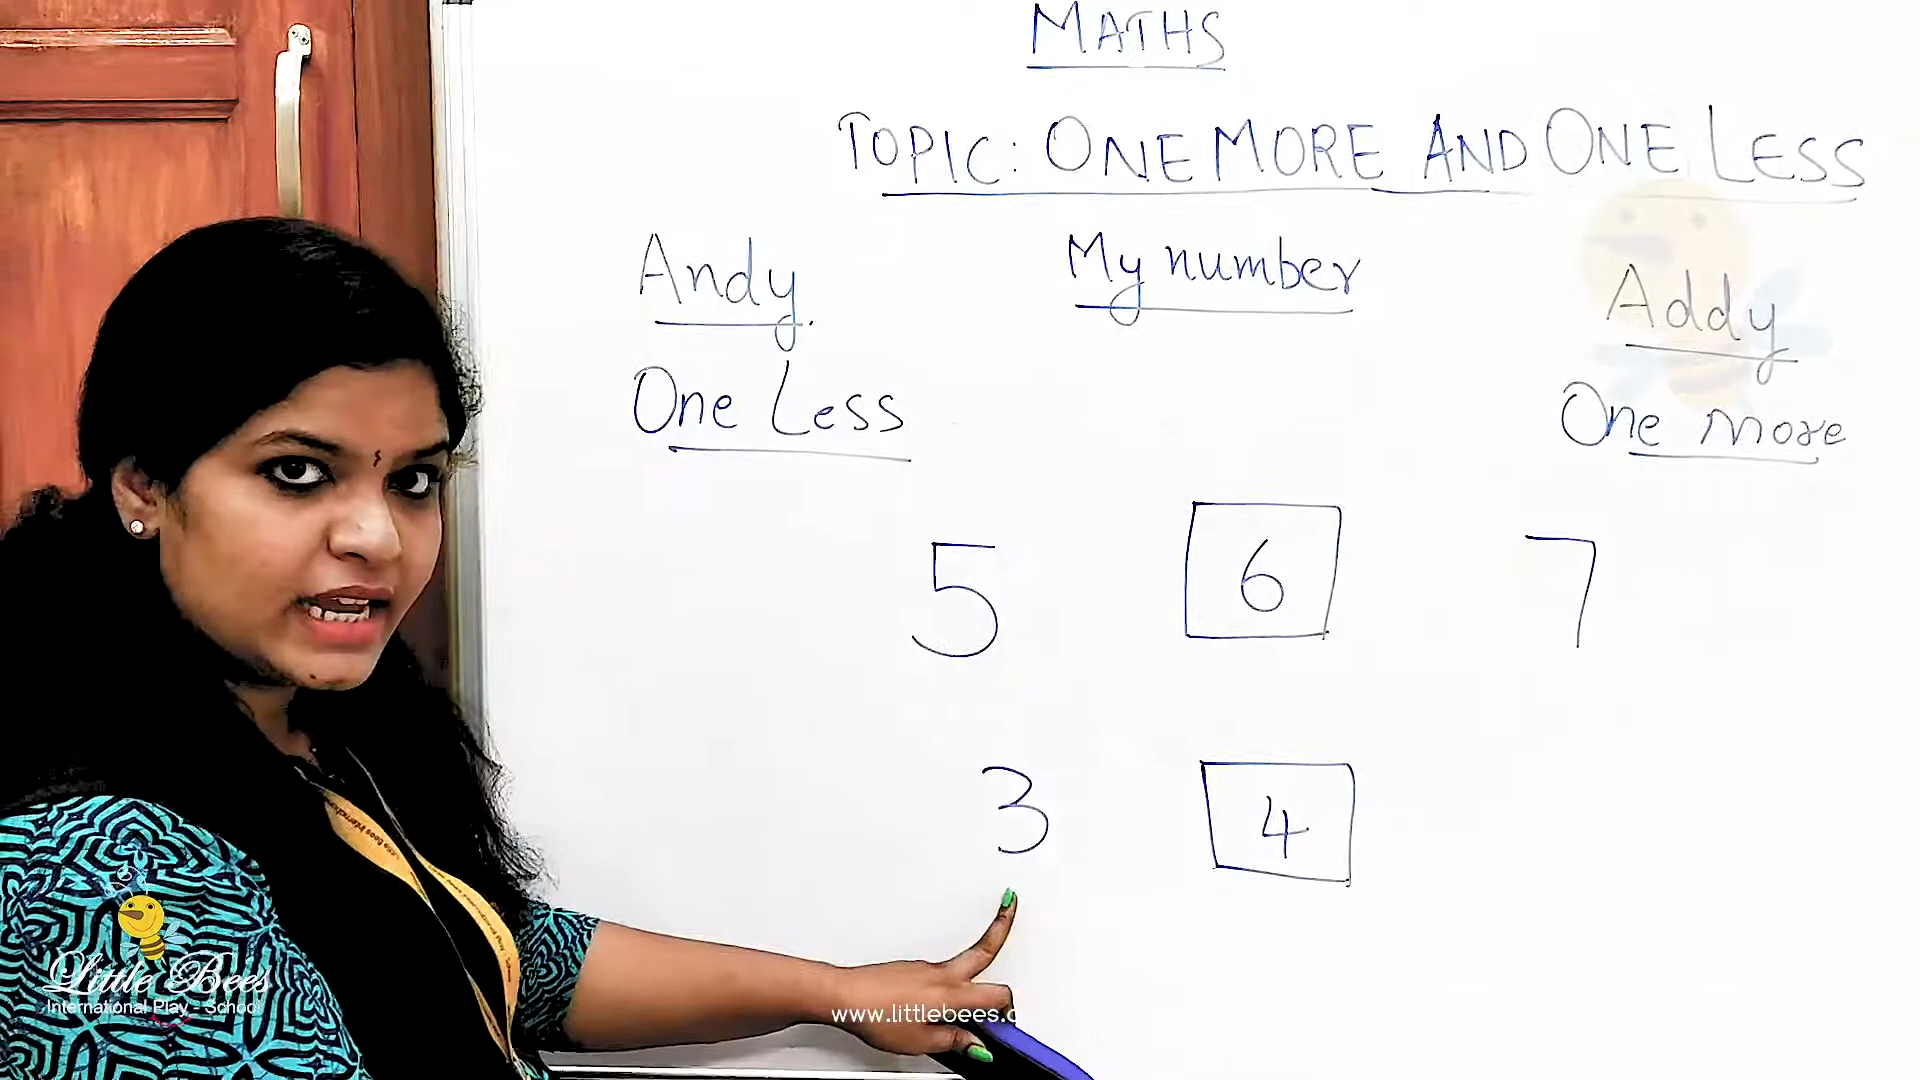 MATHS
TOPIC: ONE MORE AND ONE LESS
Andy.
My number
Addy
One Less
One more
5 6 7
3 4
Little Bees
International Play - School
www.littlebees.c